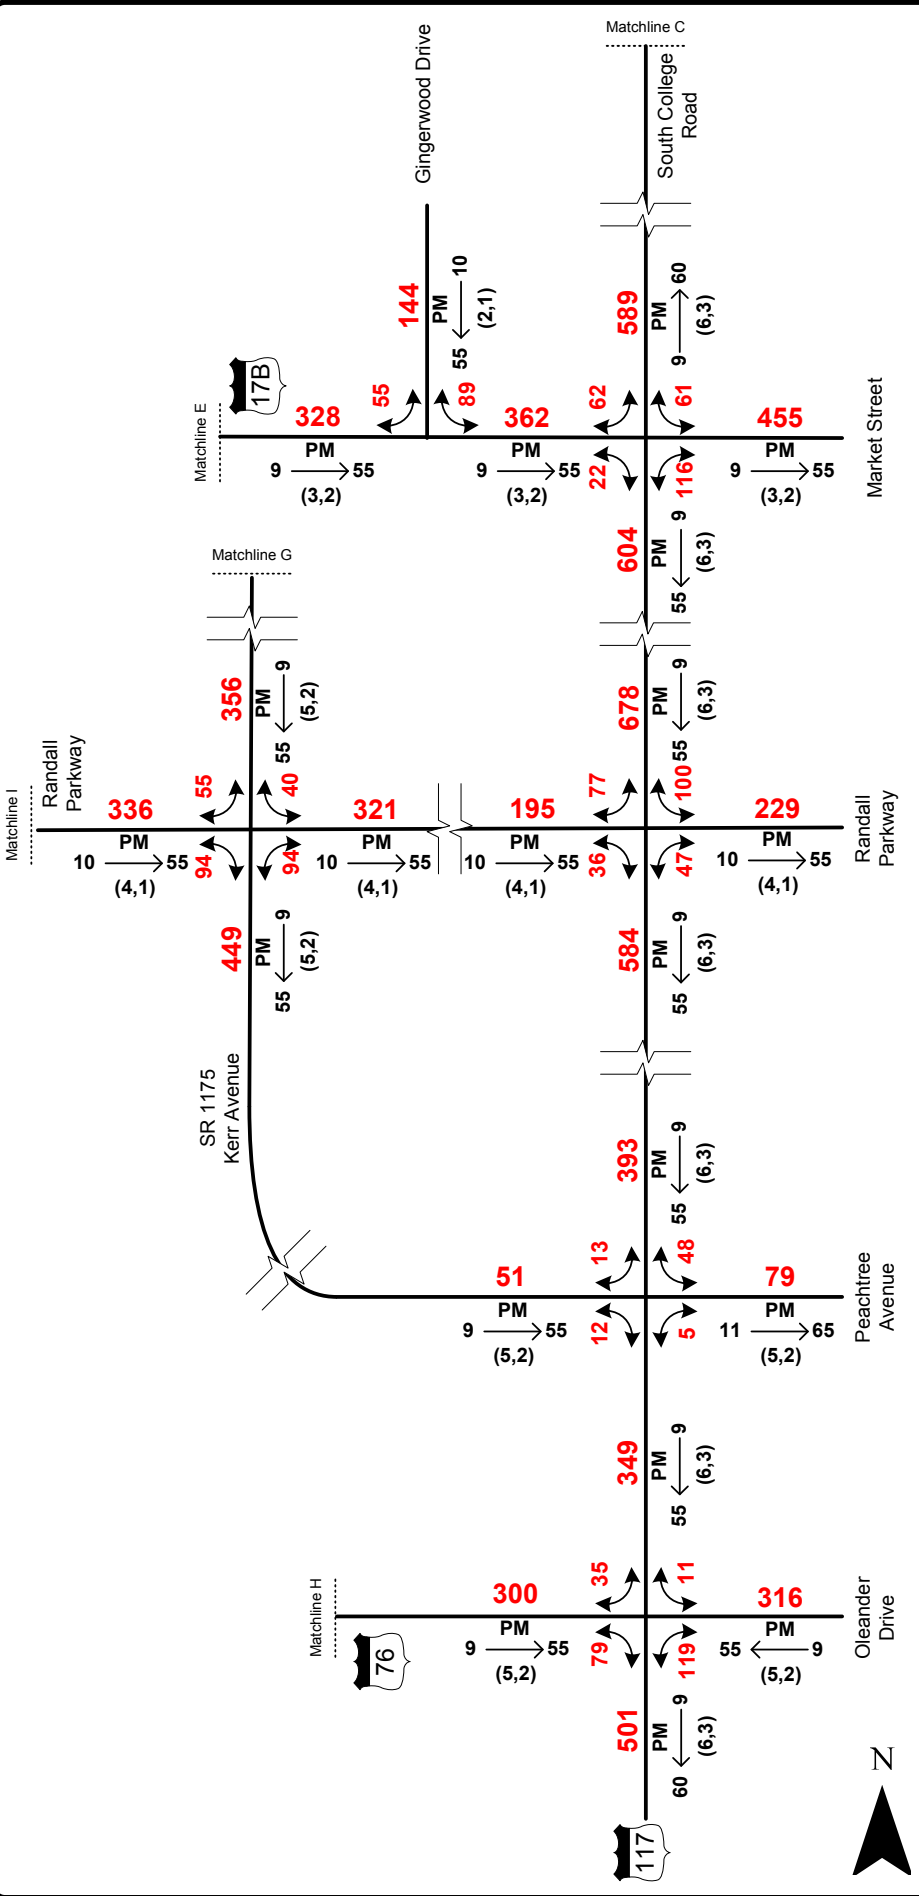 Matchline C
South College
Road
Gingerwood Drive
144
PM
10
55
(2,1)
589
PM
9
60
(6,3)
17B
Matchline E
328
PM
9
55
(3,2)
55
89
362
PM
9
55
(3,2)
62
61
22
116
455
PM
9
55
(3,2)
Market Street
604
PM
9
55
(6,3)
Matchline G
356
PM
9
55
(5,2)
678
PM
9
55
(6,3)
Matchline I
Randall
Parkway
336
PM
10
55
(4,1)
55
40
94
94
321
PM
10
55
(4,1)
195
PM
10
55
(4,1)
77
100
36
47
229
PM
10
55
(4,1)
Randall
Parkway
449
PM
9
55
(5,2)
584
PM
9
55
(6,3)
SR 1175
Kerr Avenue
393
PM
9
55
(6,3)
51
PM
9
55
(5,2)
13
48
12
5
79
PM
11
65
(5,2)
Peachtree
Avenue
349
PM
9
55
(6,3)
Matchline H
76
300
PM
9
55
(5,2)
35
11
79
119
316
PM
55
9
(5,2)
Oleander
Drive
501
PM
9
60
(6,3)
117
N